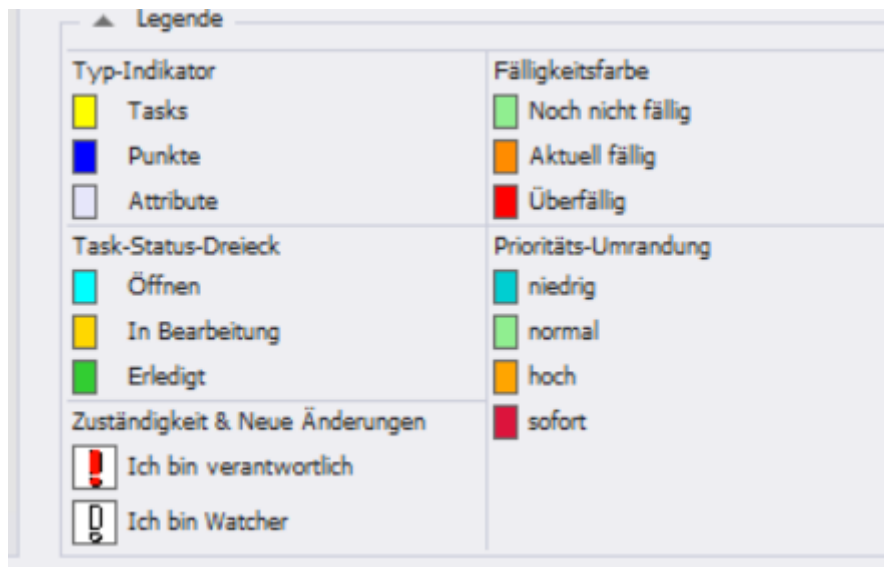 Legende
Typ-Indikator
Tasks
Punkte
Attribute
Fälligkeitsfarbe
Noch nicht fällig
Aktuell fällig
Überfällig
Task-Status-Dreieck
Öffnen
In Bearbeitung
Erledigt
Prioritäts-Umrandung
niedrig
normal
hoch
sofort
Zuständigkeit & Neue Änderungen
Ich bin verantwortlich
Ich bin Watcher